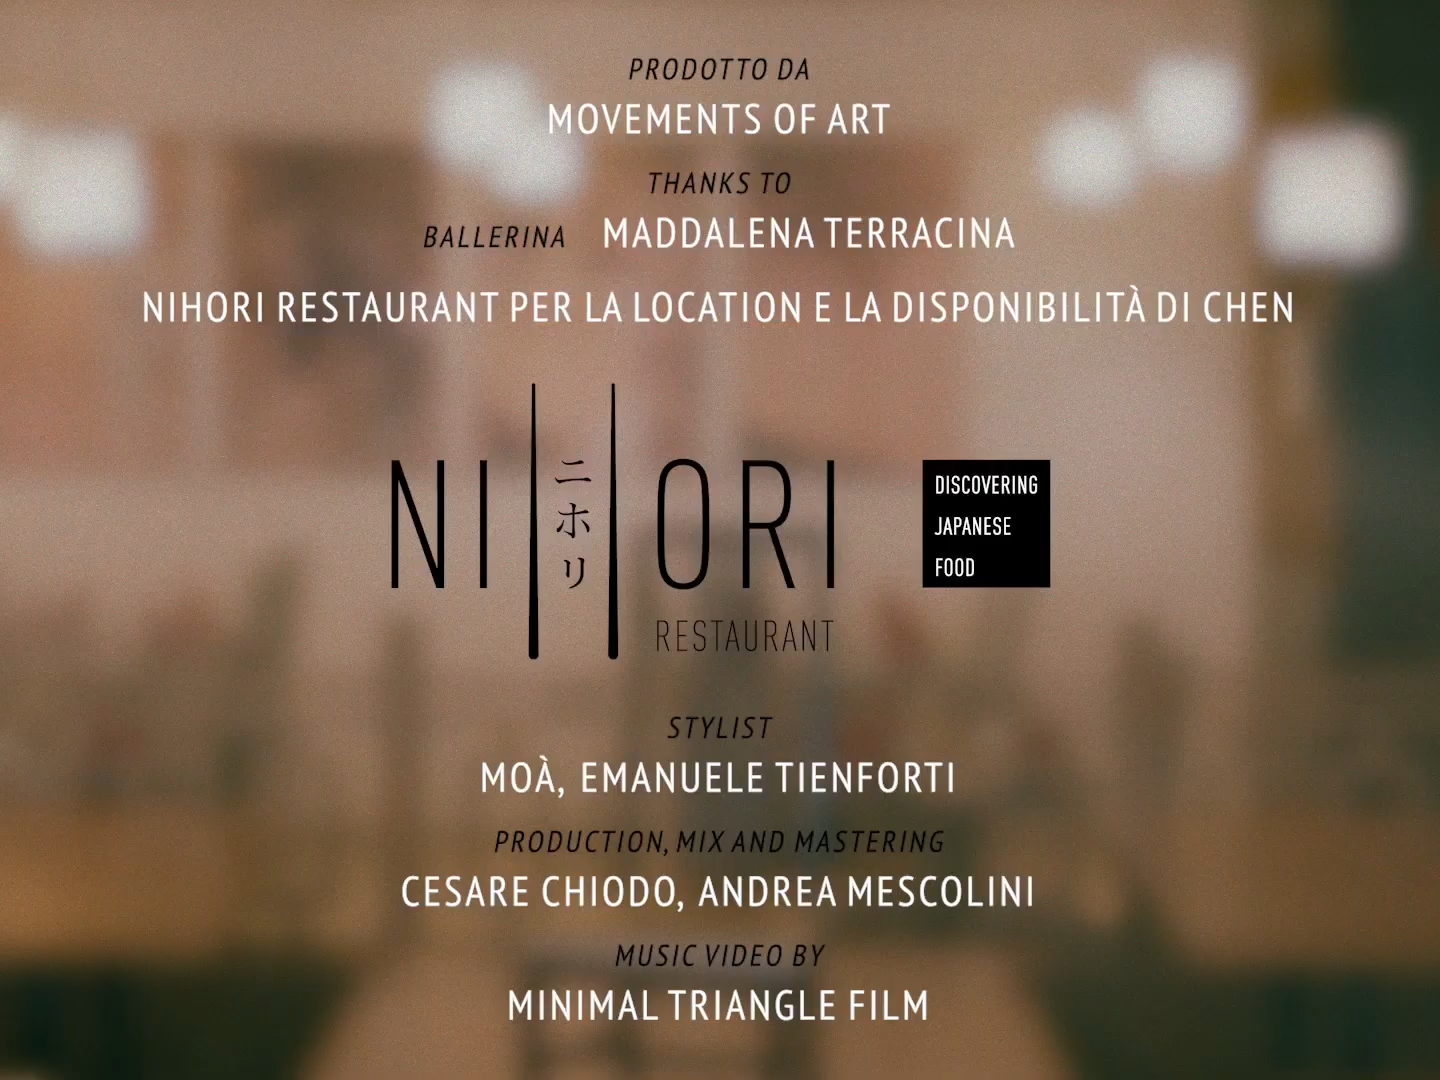 PRODOTTO DA
MOVEMENTS OF ART
THANKS TO
BALLERINA MADDALENA TERRACINA
NIHORI RESTAURANT PER LA LOCATION E LA DISPONIBILITÀ DI CHEN
NIHORI
ニホリ
RESTAURANT
DISCOVERING
JAPANESE
FOOD
STYLIST
MOÀ, EMANUELE TIENFORTI
PRODUCTION, MIX AND MASTERING
CESARE CHIODO, ANDREA MESCOLINI
MUSIC VIDEO BY
MINIMAL TRIANGLE FILM